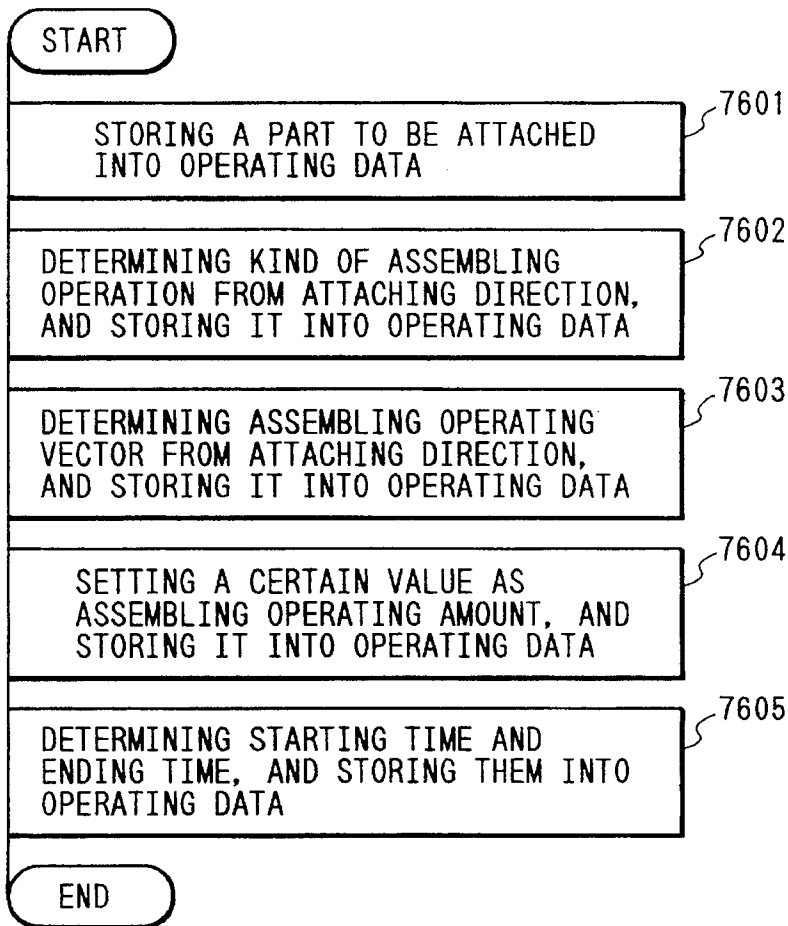 START
7601
STORING A PART TO BE ATTACHED
INTO OPERATING DATA
7602
DETERMINING KIND OF ASSEMBLING
OPERATION FROM ATTACHING DIRECTION,
AND STORING IT INTO OPERATING DATA
7603
DETERMINING ASSEMBLING OPERATING
VECTOR FROM ATTACHING DIRECTION,
AND STORING IT INTO OPERATING DATA
7604
SETTING A CERTAIN VALUE AS
ASSEMBLING OPERATING AMOUNT, AND
STORING IT INTO OPERATING DATA
7605
DETERMINING STARTING TIME AND
ENDING TIME, AND STORING THEM INTO
OPERATING DATA
END